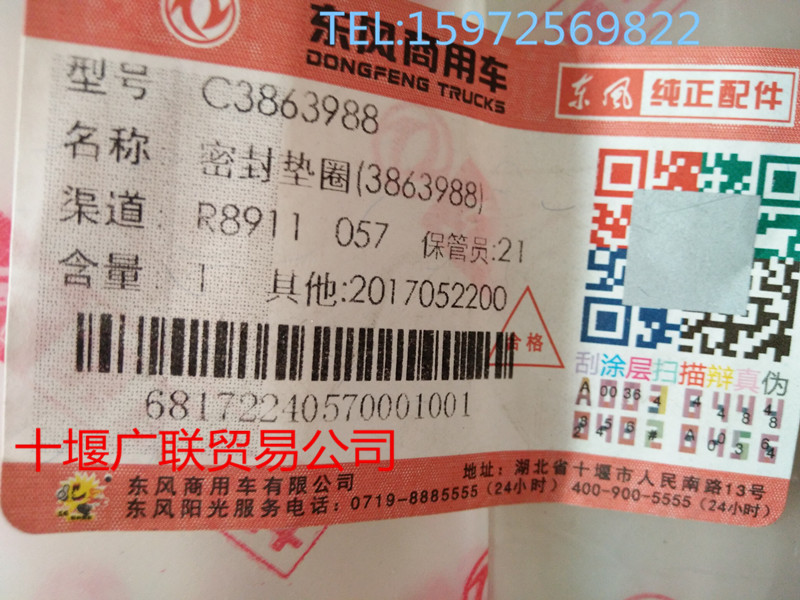 TEL:15972569822
东风商用车
DONGFENG TRUCKS
东风 纯正配件
型号 C3863988
名称 密封垫圈(3863988)
渠道 R8911 057 保管员:21
含量 1 其他:2017052200
合格
68172240570001001
刮涂层扫描辩真伪
十堰广联贸易公司
东风商用车有限公司
地址:湖北省十堰市人民南路13号
东风阳光服务电话:0719-8885555(24小时) 400-900-5555(24小时)